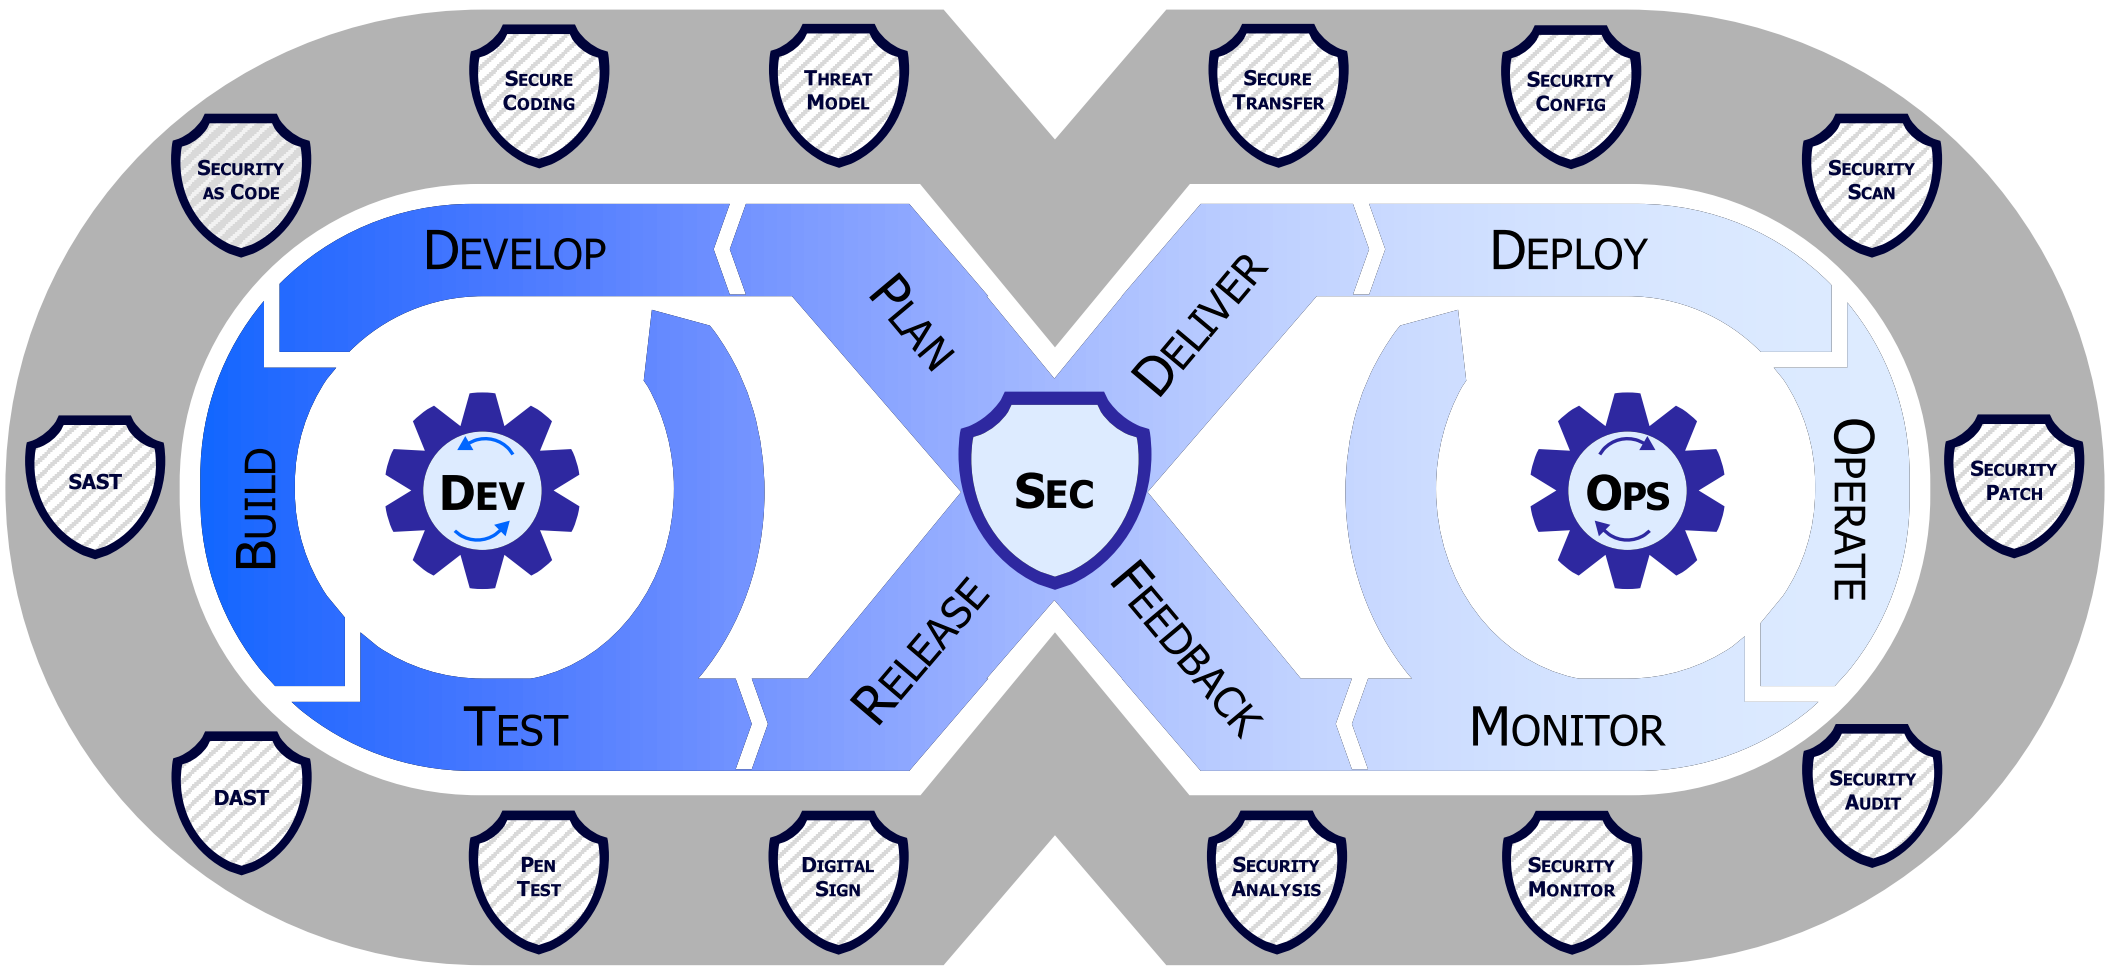 SECURE
CODING
THREAT
MODEL
SECURE
TRANSFER
SECURITY
CONFIG
SECURITY
AS CODE
SECURITY
SCAN
DEVELOP
PLAN
DELIVER
DEPLOY
SAST
BUILD
DEV
SEC
OPS
OPERATE
SECURITY
PATCH
TEST
RELEASE
FEEDBACK
MONITOR
DAST
SECURITY
AUDIT
PEN
TEST
DIGITAL
SIGN
SECURITY
ANALYSIS
SECURITY
MONITOR